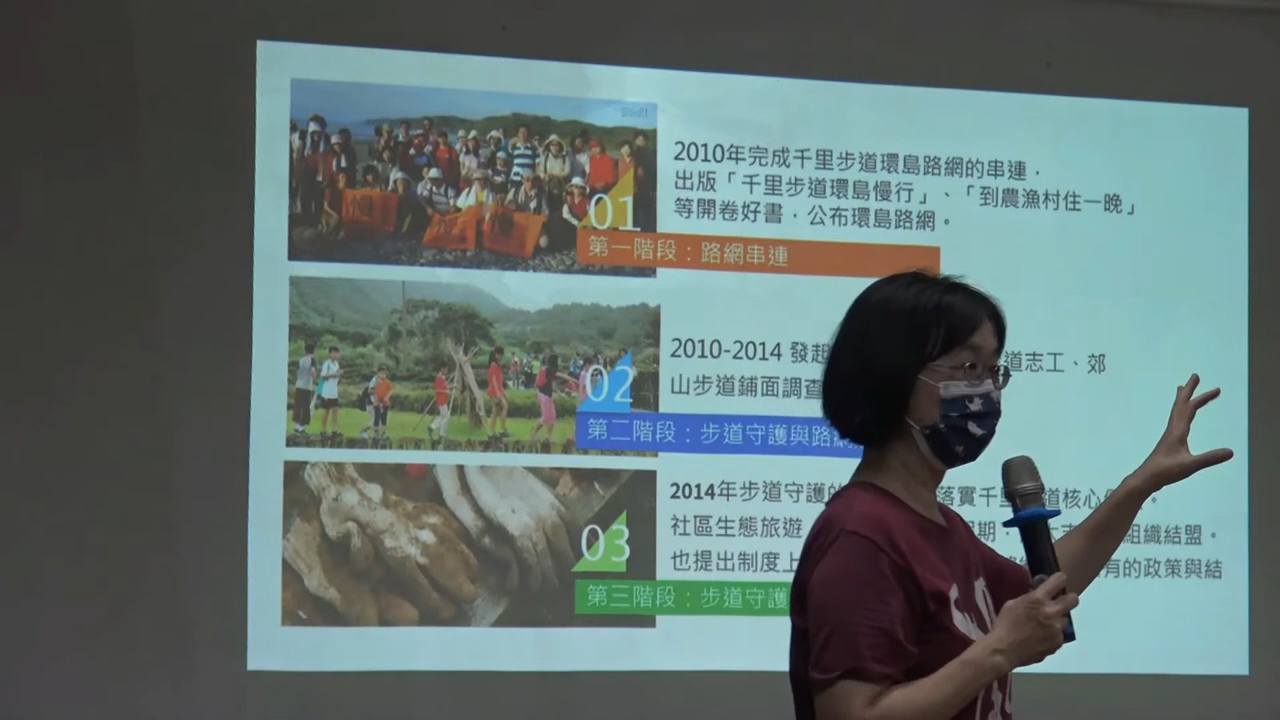 2010年完成千里步道環島路網的串連，
出版「千里步道環島慢行」、「到農漁村住一晚」
等開卷好書，公布環島路網。
01
第一階段：路網串連
慢
2010-2014 發起 道志工、郊
山步道鋪面調查
02
第二階段：步道守護與路網
2014年步道守護的 落實千里 道核心
社區生態旅遊 期， 大志 組織結盟。
也提出制度上 有的政策與結
03
第三階段：步道守護